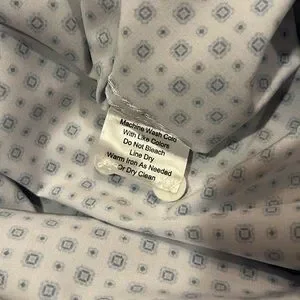 Machine Wash Cold
With Like Colors
Do Not Bleach
Line Dry
Warm Iron As Needed
Or Dry Clean